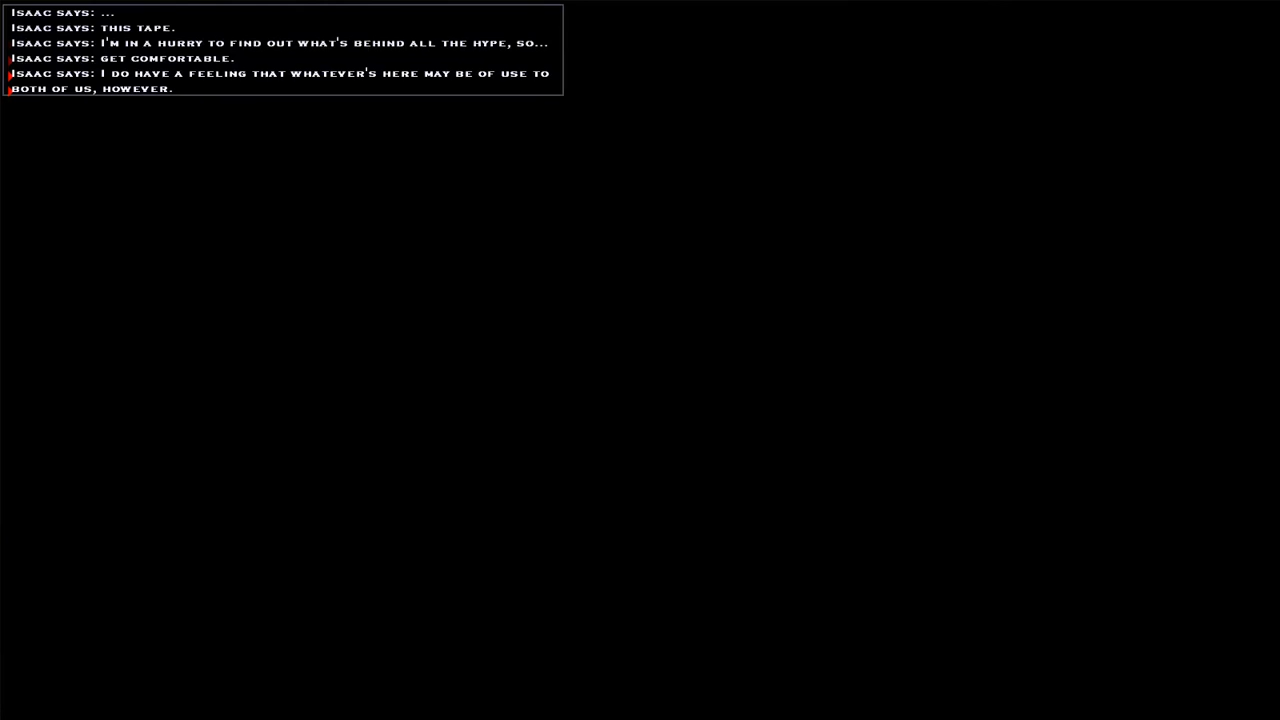 Isaac says: ...
Isaac says: This tape.
Isaac says: I'm in a hurry to find out what's behind all the hype, so...
Isaac says: Get comfortable.
Isaac says: I do have a feeling that whatever's here may be of use to
both of us, however.